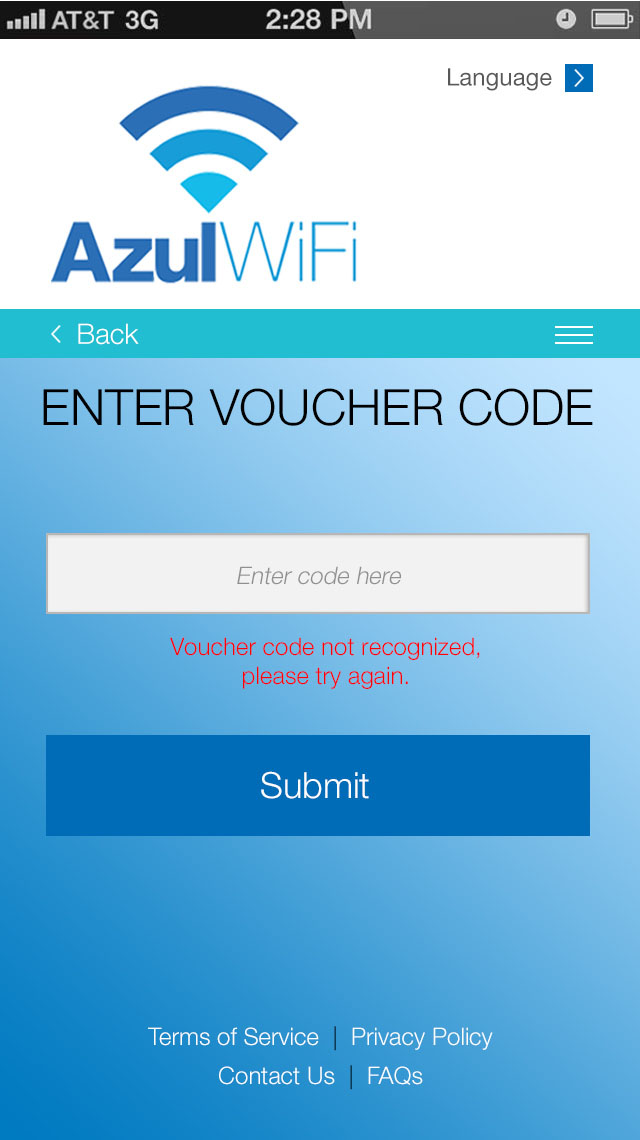 AT&T 3G 2:28 PM
Language
AzulWiFi
Back
ENTER VOUCHER CODE
Enter code here
Voucher code not recognized,
please try again.
Submit
Terms of Service | Privacy Policy
Contact Us | FAQs